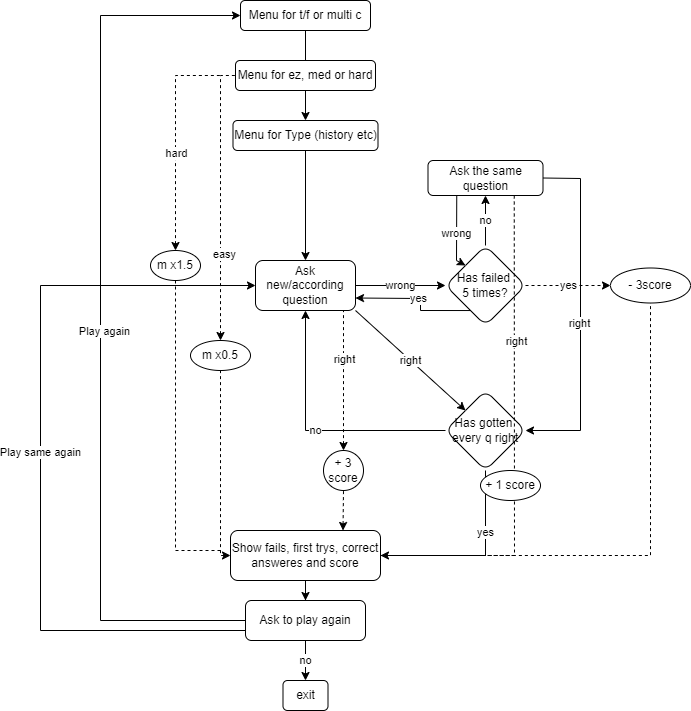 Menu for t/f or multi c
Menu for ez, med or hard
Menu for Type (history etc)
hard
Ask the same
question
no
wrong
easy
m x1.5
Ask
new/according
question
wrong
yes
Has failed
5 times?
yes
- 3score
Play again
right
right
right
right
m x0.5
no
Has gotten
every q right
Play same again
+ 3
score
+ 1 score
yes
Show fails, first trys, correct
answeres and score
Ask to play again
no
exit